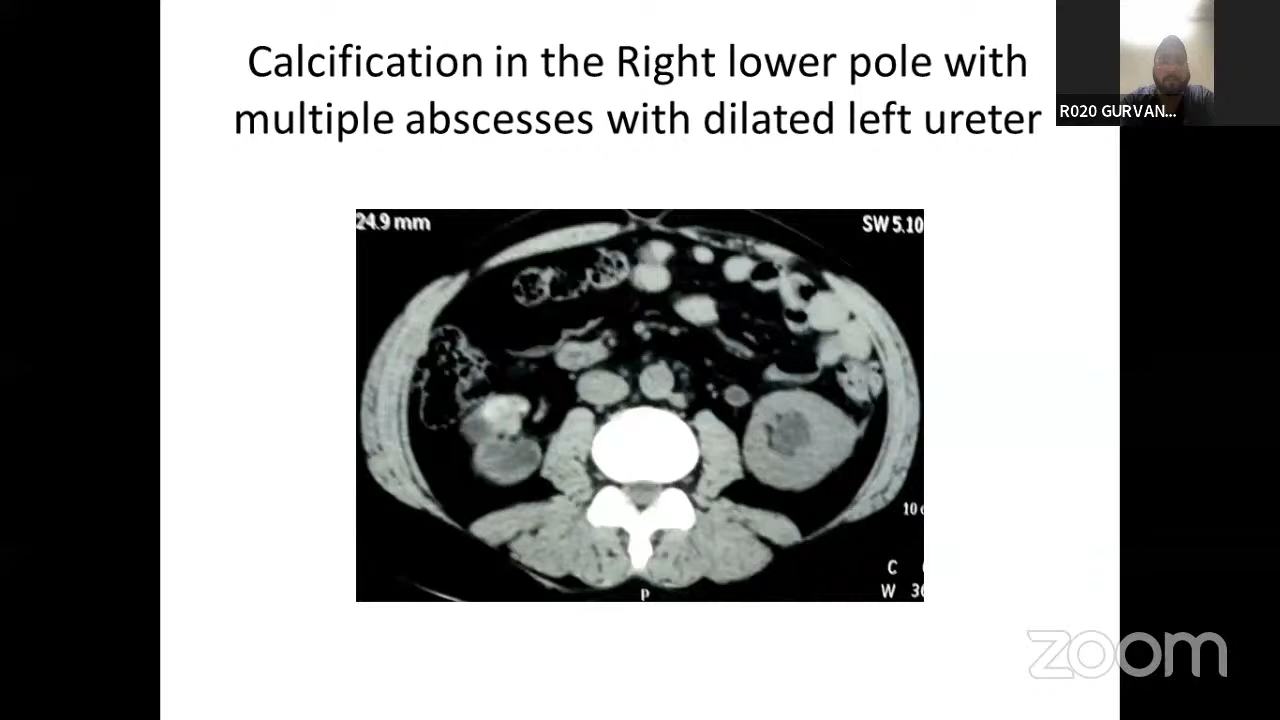 Calcification in the Right lower pole with
multiple abscesses with dilated left ureter
R020 GURVAN...
24.9 mm
SW 5.10
10
C
W 36
P
zoom